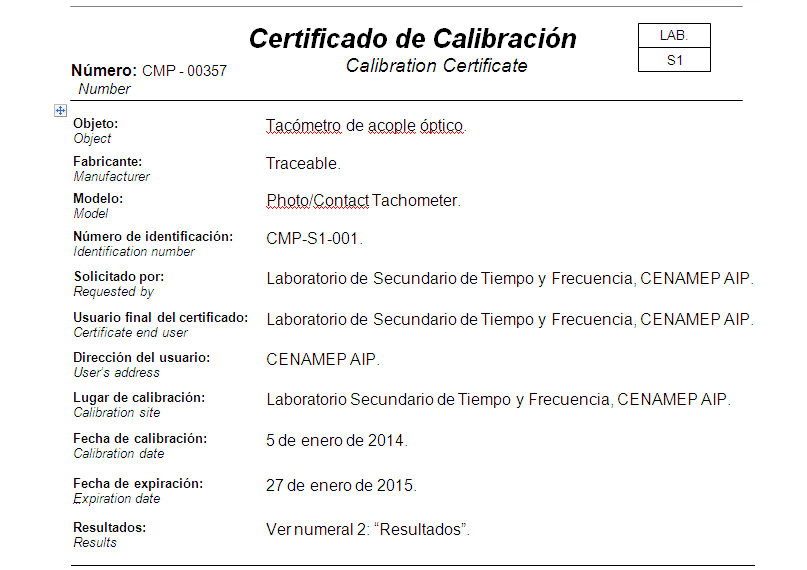 Certificado de Calibración
Calibration Certificate
LAB.
S1
Número: CMP - 00357
Number
Objeto: Tacómetro de acople óptico.
Object
Fabricante: Traceable.
Manufacturer
Modelo: Photo/Contact Tachometer.
Model
Número de identificación: CMP-S1-001.
Identification number
Solicitado por: Laboratorio de Secundario de Tiempo y Frecuencia, CENAMEP AIP.
Requested by
Usuario final del certificado: Laboratorio de Secundario de Tiempo y Frecuencia, CENAMEP AIP.
Certificate end user
Dirección del usuario: CENAMEP AIP.
User's address
Lugar de calibración: Laboratorio Secundario de Tiempo y Frecuencia, CENAMEP AIP.
Calibration site
Fecha de calibración: 5 de enero de 2014.
Calibration date
Fecha de expiración: 27 de enero de 2015.
Expiration date
Resultados: Ver numeral 2: “Resultados”.
Results